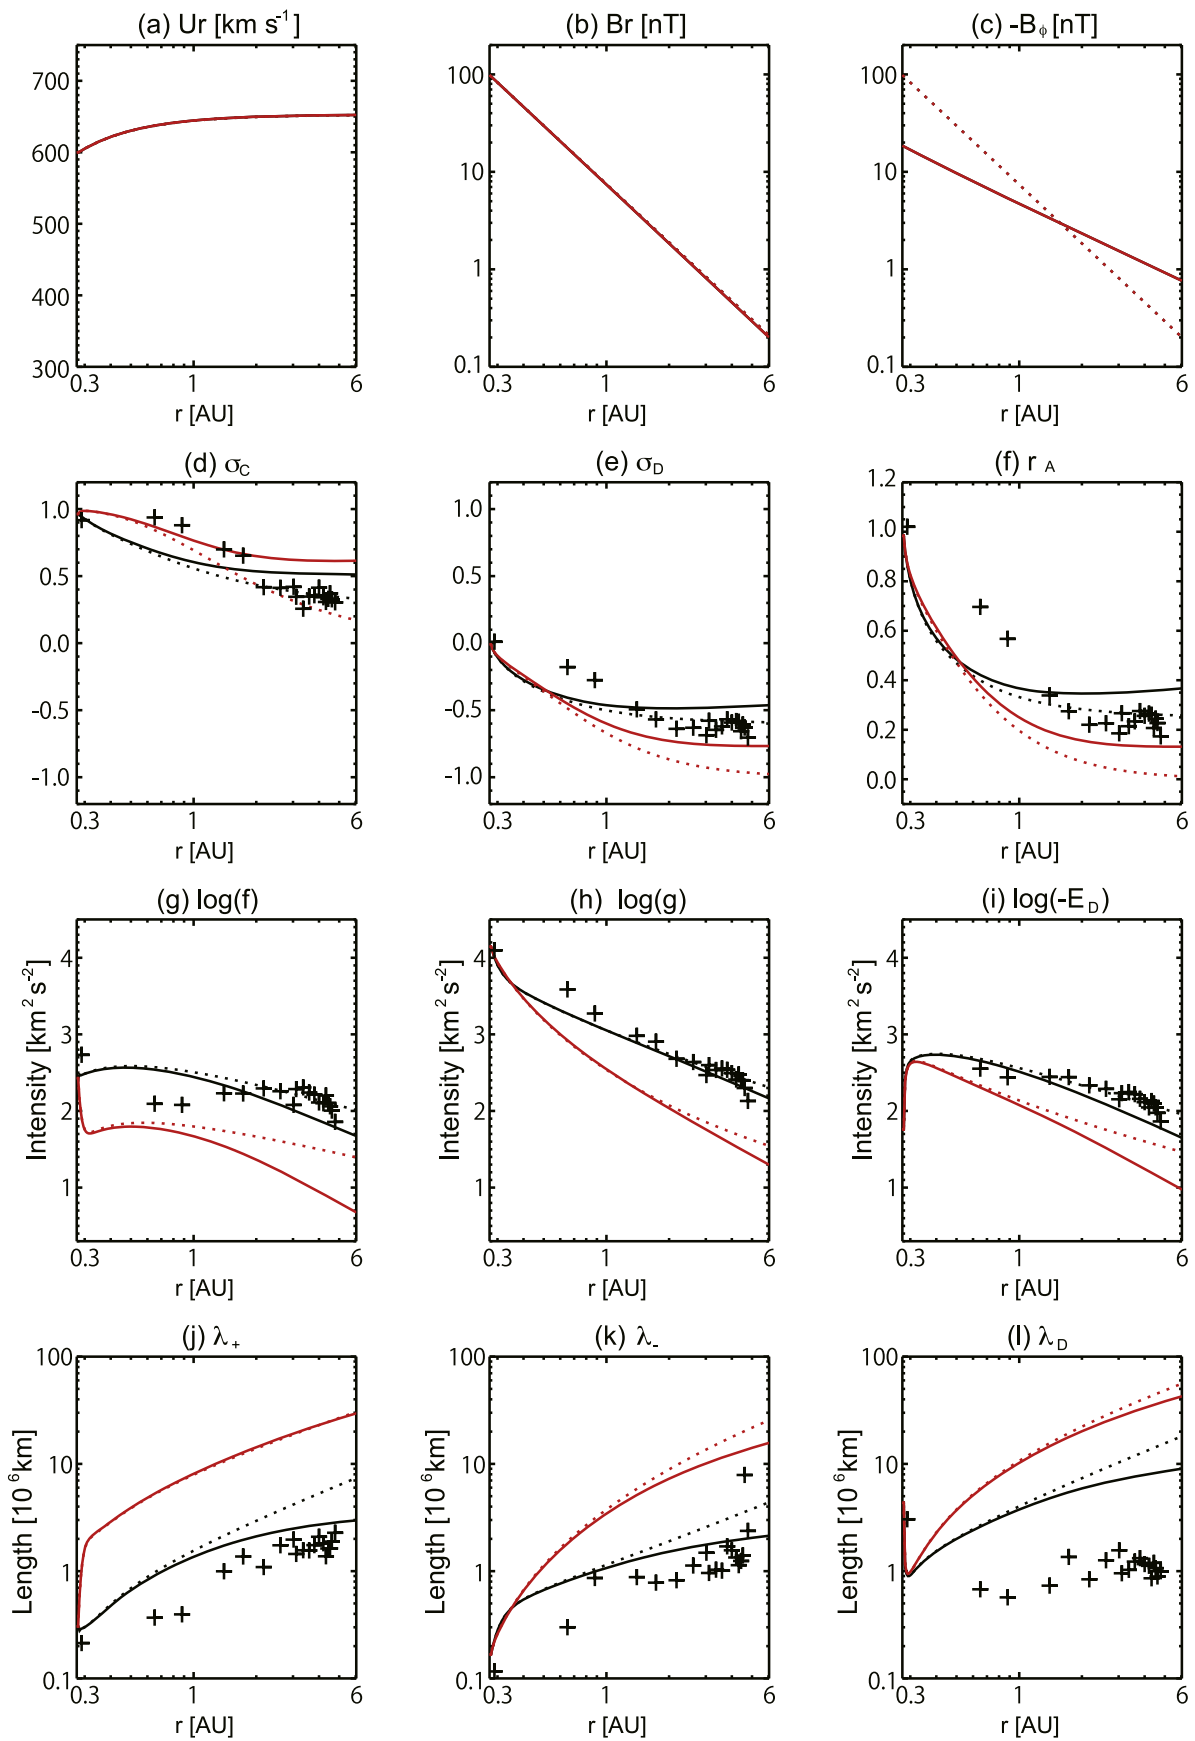 (a) Ur [km s⁻¹]
(b) Br [nT]
(c) -Bϕ [nT]
700
600
500
400
300
0.3 1 6
r [AU]
100
10
1
0.1
0.3 1 6
r [AU]
100
10
1
0.1
0.3 1 6
r [AU]
(d) σC
(e) σD
(f) r A
1.0
0.5
0.0
-0.5
-1.0
0.3 1 6
r [AU]
1.0
0.5
0.0
-0.5
-1.0
0.3 1 6
r [AU]
1.2
1.0
0.8
0.6
0.4
0.2
0.0
0.3 1 6
r [AU]
(g) log(f)
(h) log(g)
(i) log(-E D)
Intensity [km² s⁻²]
4
3
2
1
0.3 1 6
r [AU]
Intensity [km² s⁻²]
4
3
2
1
0.3 1 6
r [AU]
Intensity [km² s⁻²]
4
3
2
1
0.3 1 6
r [AU]
(j) λ+
(k) λ-
(l) λD
Length [10⁶km]
100
10
1
0.1
0.3 1 6
r [AU]
Length [10⁶km]
100
10
1
0.1
0.3 1 6
r [AU]
Length [10⁶km]
100
10
1
0.1
0.3 1 6
r [AU]